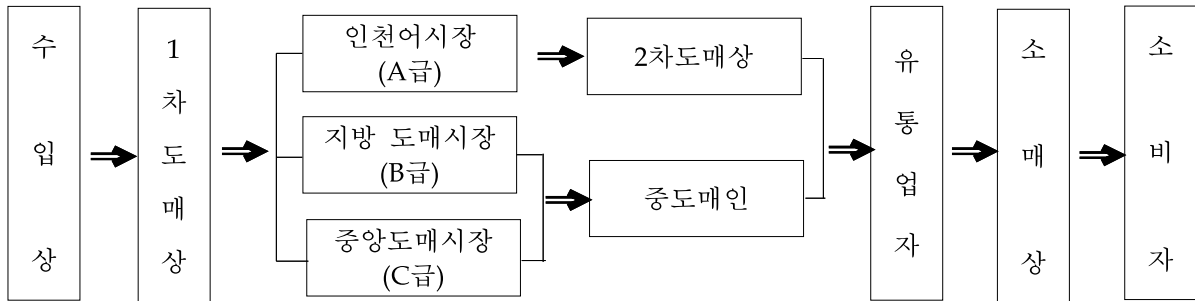 수입상
1차도매상
인천어시장
(A급)
지방 도매시장
(B급)
중앙도매시장
(C급)
2차도매상
중도매인
유통업자
소매상
소비자